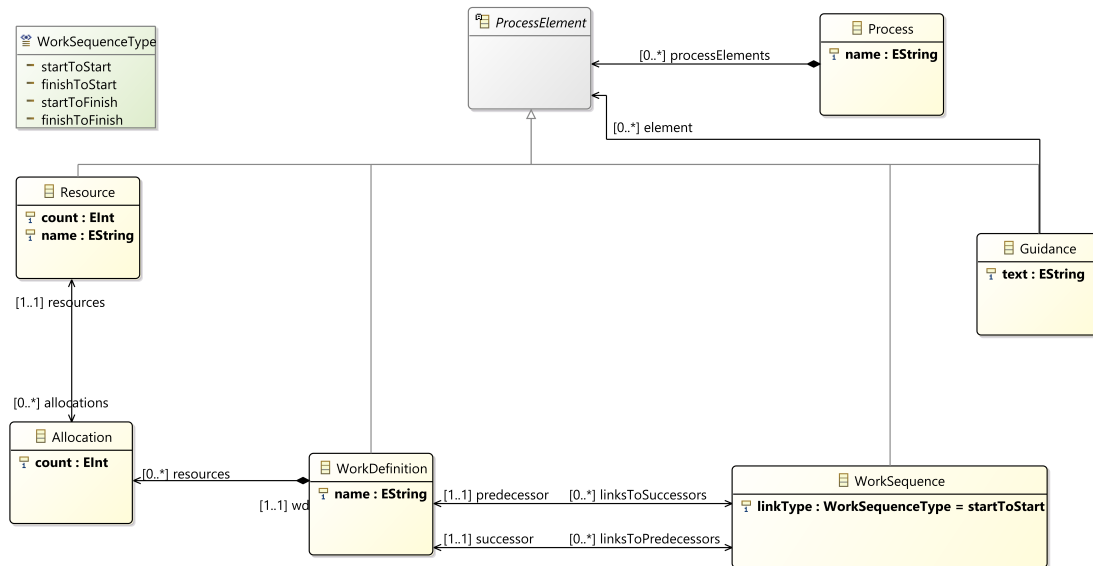 WorkSequenceType
startToStart
finishToStart
startToFinish
finishToFinish
ProcessElement
Process
name : EString
[0..*] processElements
[0..*] element
Resource
count : EInt
name : EString
Guidance
text : EString
[1..1] resources
[0..*] allocations
Allocation
count : EInt
[0..*] resources
[1..1] wd
WorkDefinition
name : EString
[1..1] predecessor
[0..*] linksToSuccessors
[1..1] successor
[0..*] linksToPredecessors
WorkSequence
linkType : WorkSequenceType = startToStart